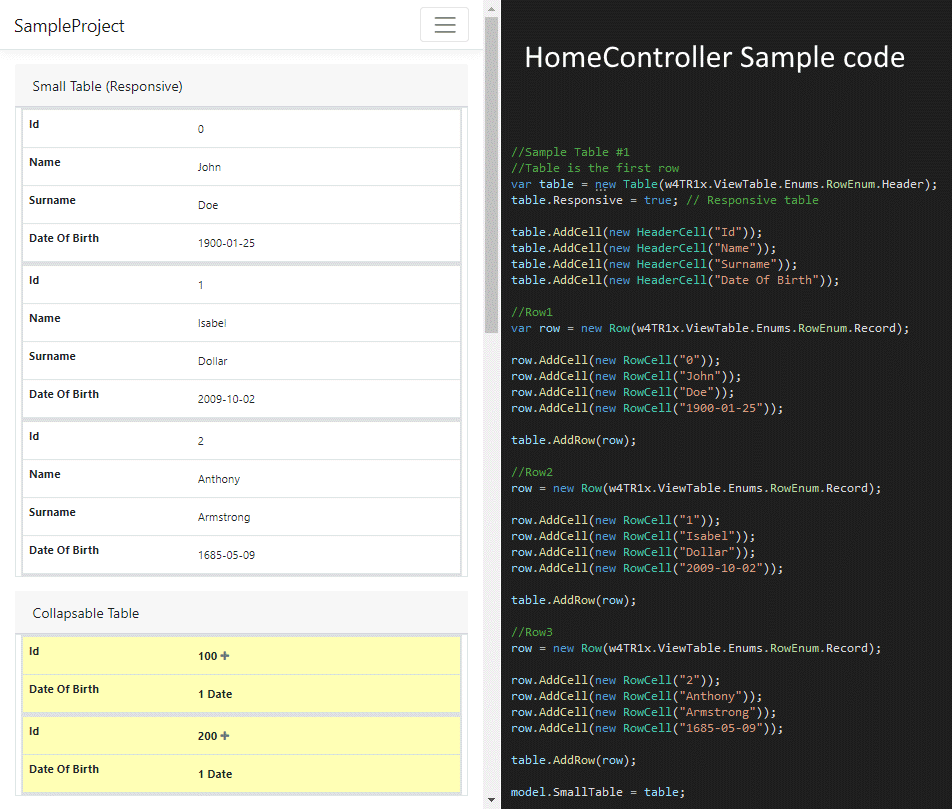 SampleProject
Small Table (Responsive)
Id
0
Name
John
Surname
Doe
Date Of Birth
1900-01-25
Id
1
Name
Isabel
Surname
Dollar
Date Of Birth
2009-10-02
Id
2
Name
Anthony
Surname
Armstrong
Date Of Birth
1685-05-09
Collapsable Table
Id
100 +
Date Of Birth
1 Date
Id
200 +
Date Of Birth
1 Date
HomeController Sample code
//Sample Table #1
//Table is the first row
var table = new Table(w4TR1x.ViewTable.Enums.RowEnum.Header);
table.Responsive = true; // Responsive table
table.AddCell(new HeaderCell("Id"));
table.AddCell(new HeaderCell("Name"));
table.AddCell(new HeaderCell("Surname"));
table.AddCell(new HeaderCell("Date Of Birth"));
//Row1
var row = new Row(w4TR1x.ViewTable.Enums.RowEnum.Record);
row.AddCell(new RowCell("0"));
row.AddCell(new RowCell("John"));
row.AddCell(new RowCell("Doe"));
row.AddCell(new RowCell("1900-01-25"));
table.AddRow(row);
//Row2
row = new Row(w4TR1x.ViewTable.Enums.RowEnum.Record);
row.AddCell(new RowCell("1"));
row.AddCell(new RowCell("Isabel"));
row.AddCell(new RowCell("Dollar"));
row.AddCell(new RowCell("2009-10-02"));
table.AddRow(row);
//Row3
row = new Row(w4TR1x.ViewTable.Enums.RowEnum.Record);
row.AddCell(new RowCell("2"));
row.AddCell(new RowCell("Anthony"));
row.AddCell(new RowCell("Armstrong"));
row.AddCell(new RowCell("1685-05-09"));
table.AddRow(row);
model.SmallTable = table;